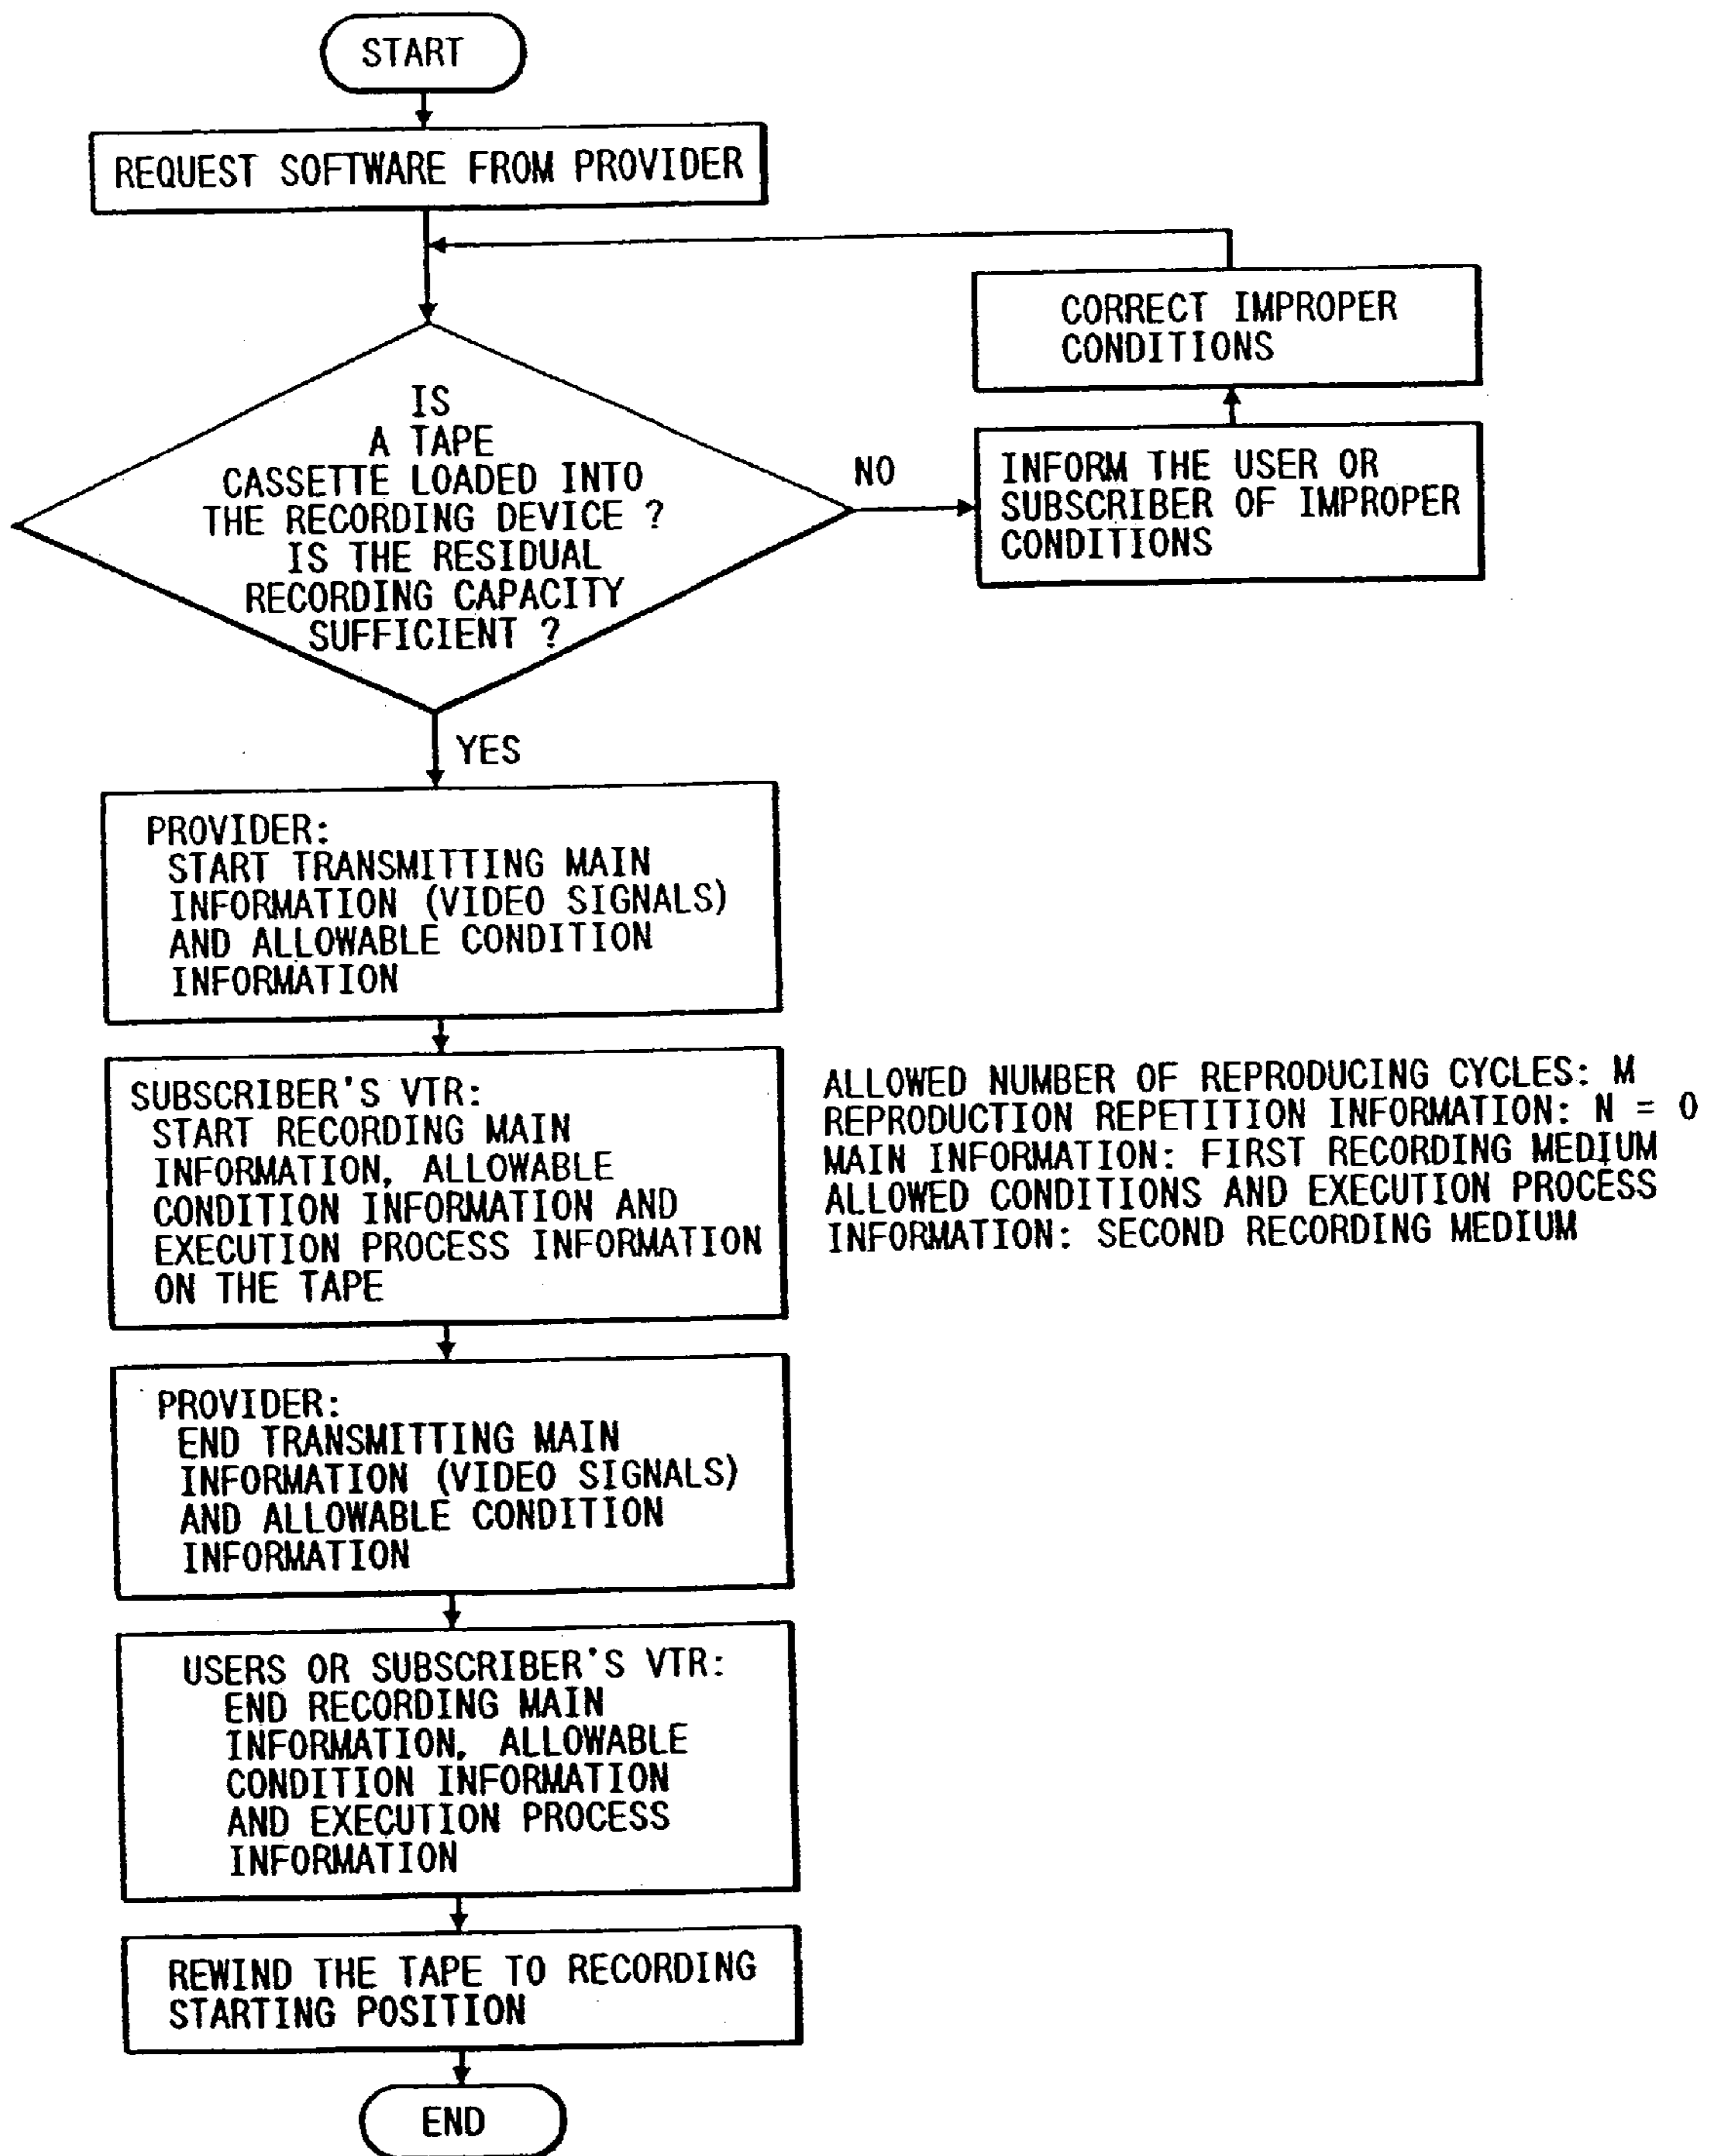 START
REQUEST SOFTWARE FROM PROVIDER
CORRECT IMPROPER
CONDITIONS
IS
A TAPE
CASSETTE LOADED INTO
THE RECORDING DEVICE ?
IS THE RESIDUAL
RECORDING CAPACITY
SUFFICIENT ?
NO
INFORM THE USER OR
SUBSCRIBER OF IMPROPER
CONDITIONS
YES
PROVIDER:
START TRANSMITTING MAIN
INFORMATION (VIDEO SIGNALS)
AND ALLOWABLE CONDITION
INFORMATION
SUBSCRIBER'S VTR:
START RECORDING MAIN
INFORMATION, ALLOWABLE
CONDITION INFORMATION AND
EXECUTION PROCESS INFORMATION
ON THE TAPE
ALLOWED NUMBER OF REPRODUCING CYCLES: M
REPRODUCTION REPETITION INFORMATION: N = 0
MAIN INFORMATION: FIRST RECORDING MEDIUM
ALLOWED CONDITIONS AND EXECUTION PROCESS
INFORMATION: SECOND RECORDING MEDIUM
PROVIDER:
END TRANSMITTING MAIN
INFORMATION (VIDEO SIGNALS)
AND ALLOWABLE CONDITION
INFORMATION
USERS OR SUBSCRIBER'S VTR:
END RECORDING MAIN
INFORMATION, ALLOWABLE
CONDITION INFORMATION
AND EXECUTION PROCESS
INFORMATION
REWIND THE TAPE TO RECORDING
STARTING POSITION
END